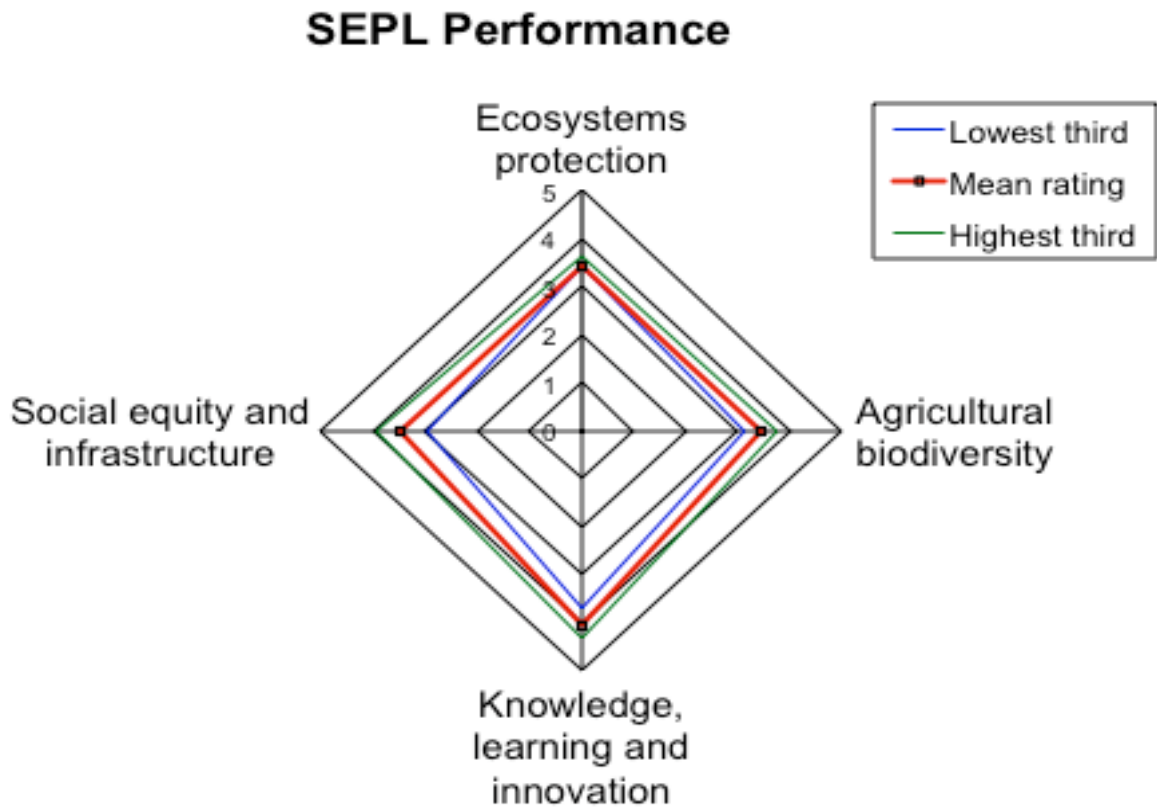 SEPL Performance
Ecosystems
protection
Lowest third
Mean rating
Highest third
5
4
3
2
1
0
Social equity and
infrastructure
Agricultural
biodiversity
Knowledge,
learning and
innovation